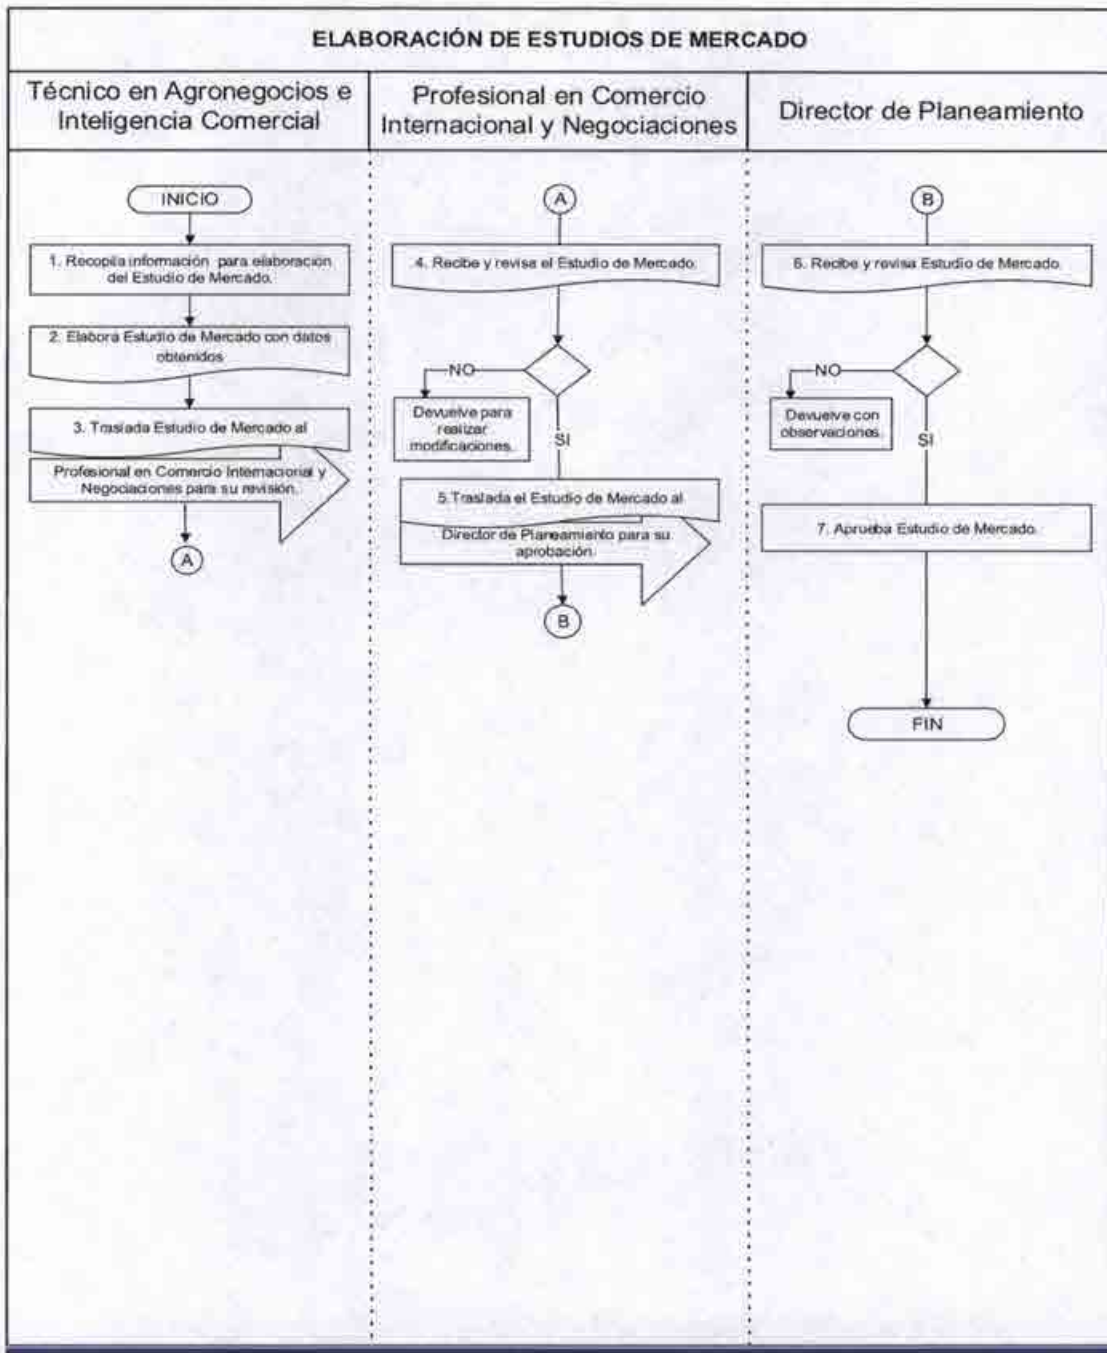 ELABORACIÓN DE ESTUDIOS DE MERCADO
Técnico en Agronegocios e
Inteligencia Comercial
INICIO
1. Recopila información para elaboración
del Estudio de Mercado.
2. Elabora Estudio de Mercado con datos
obtenidos
3. Traslada Estudio de Mercado al
Profesional en Comercio Internacional y
Negociaciones para su revisión.
A
Profesional en Comercio
Internacional y Negociaciones
A
4. Recibe y revisa el Estudio de Mercado.
NO
Devuelve para
realizar
modificaciones.
SI
5. Traslada el Estudio de Mercado al
Director de Planeamiento para su
aprobación.
B
Director de Planeamiento
B
6. Recibe y revisa Estudio de Mercado.
NO
Devuelve con
observaciones.
SI
7. Aprueba Estudio de Mercado.
FIN